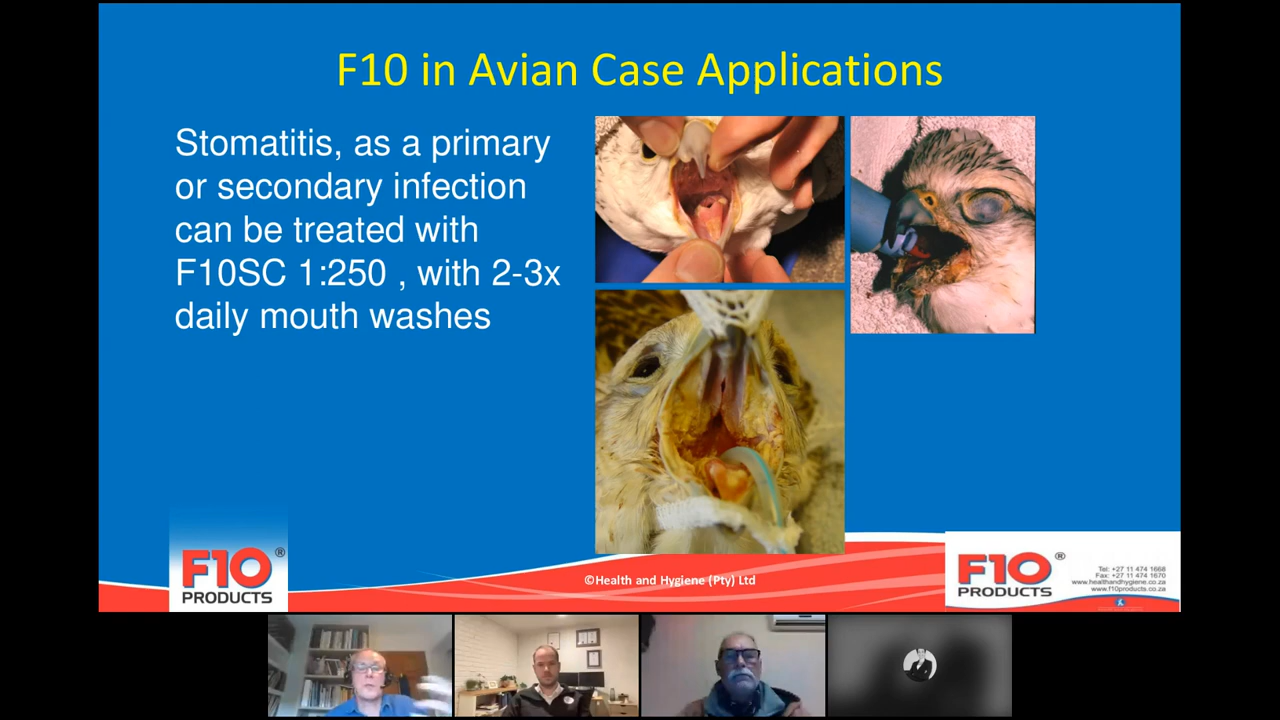 F10 in Avian Case Applications
Stomatitis, as a primary
or secondary infection
can be treated with
F10SC 1:250 , with 2-3x
daily mouth washes
F10®
PRODUCTS
©Health and Hygiene (Pty) Ltd
F10®
PRODUCTS
Tel: +27 11 474 1668
Fax: +27 11 474 1670
www.healthandhygiene.co.za
www.f10products.co.za